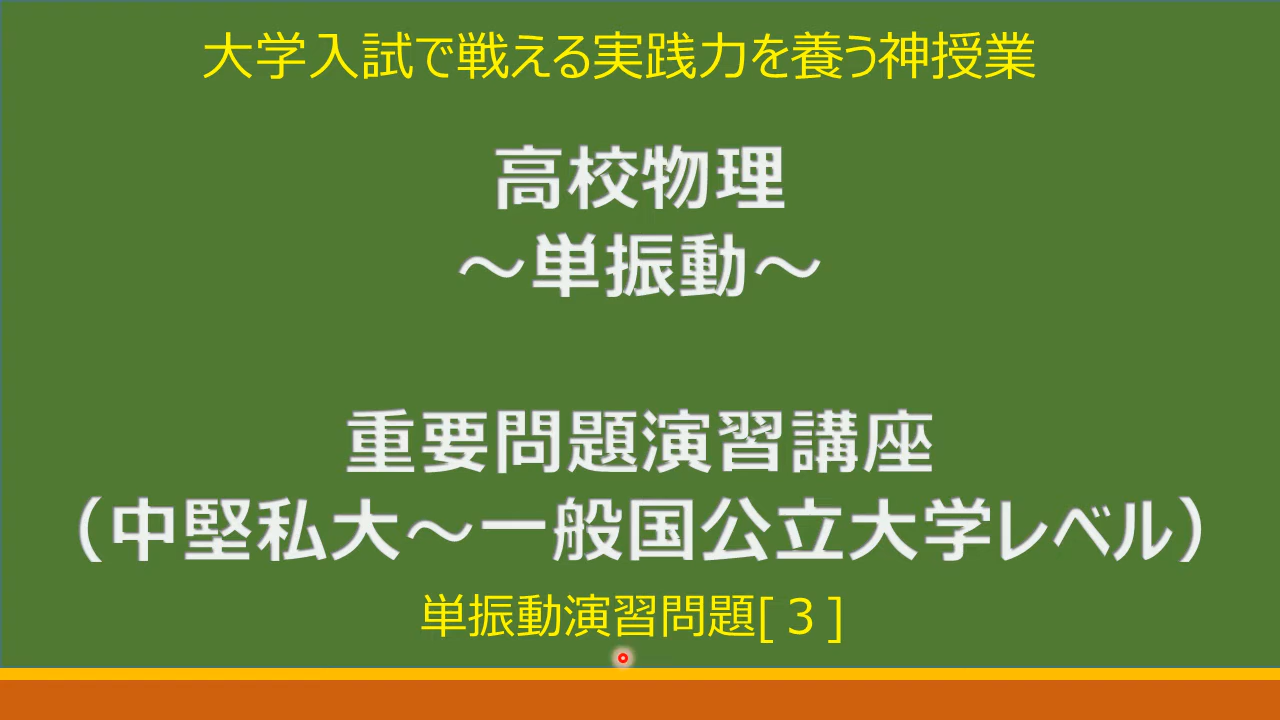 大学入試で戦える実践力を養う神授業
高校物理
～単振動～
重要問題演習講座
（中堅私大～一般国公立大学レベル）
単振動演習問題[３]